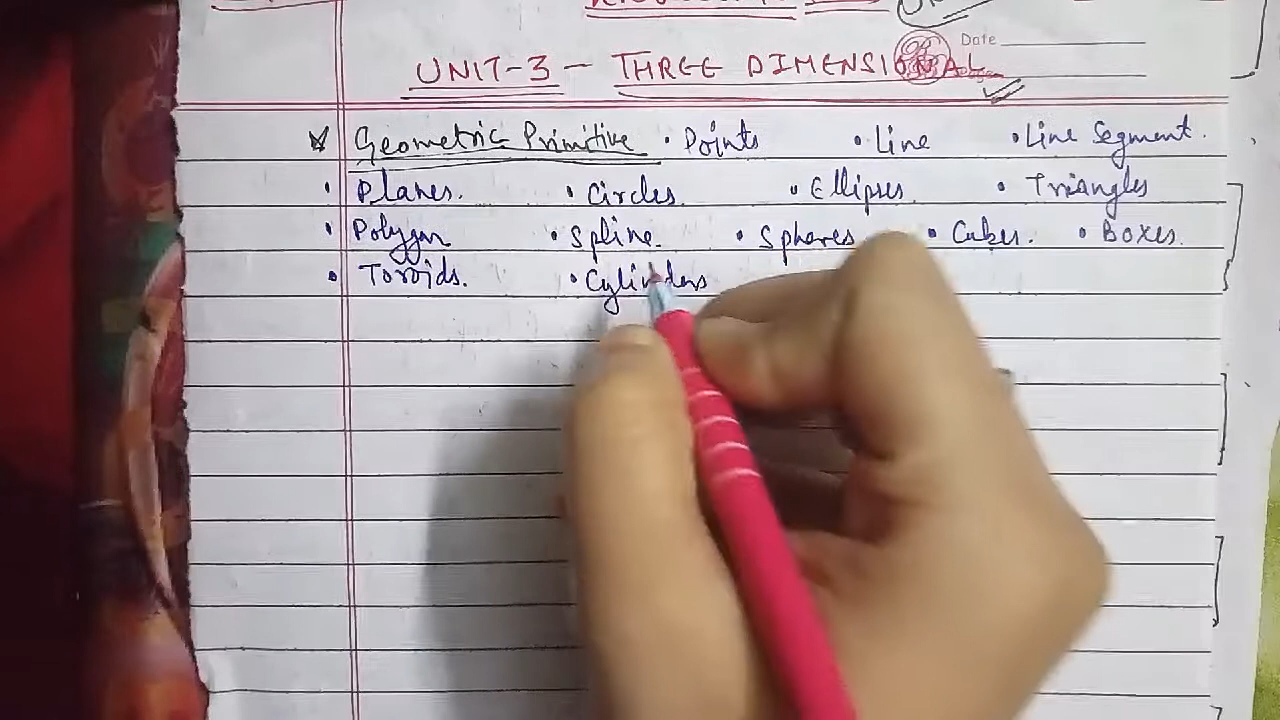 Date
UNIT-3 - THREE DIMENSIONAL
Geometric Primitive • Points • Line • Line Segment.
• Planes. • Circles. • Ellipses. • Triangles
• Polygon • Spline. • Spheres • Cubes. • Boxes.
• Toroids. • Cylinders